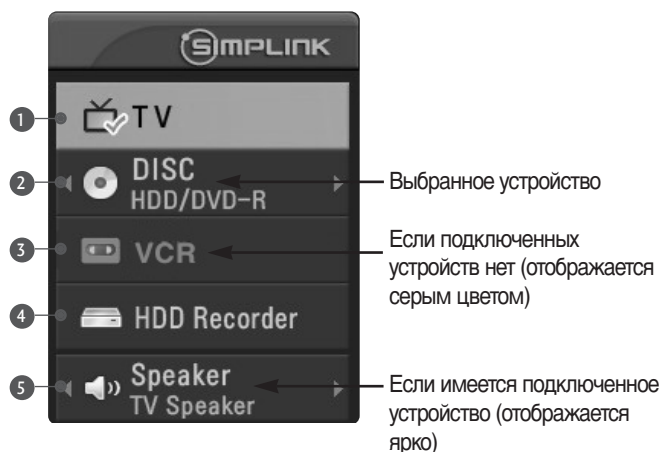 SIMPLINK
1 TV
2 DISC
HDD/DVD-R
Выбранное устройство
3 VCR
Если подключенных
устройств нет (отображается
серым цветом)
4 HDD Recorder
5 Speaker
TV Speaker
Если имеется подключенное
устройство (отображается
ярко)